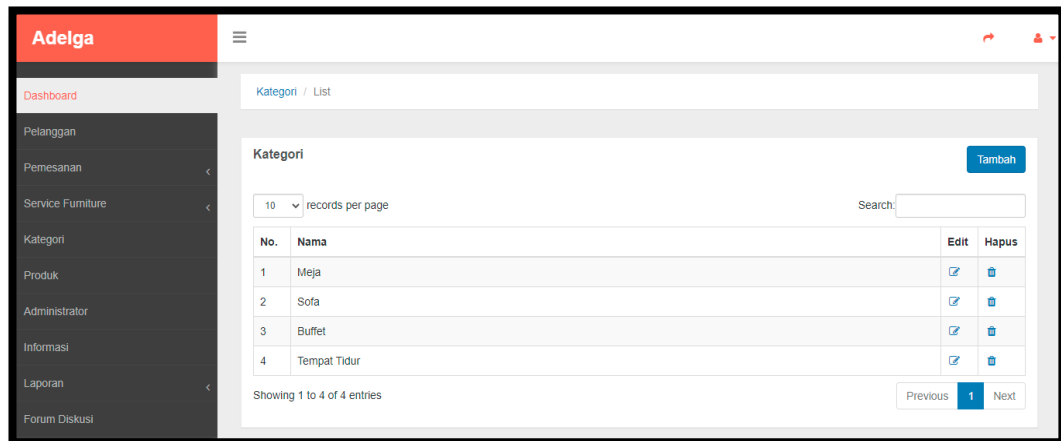 Adelga
Dashboard
Pelanggan
Pemesanan
Service Furniture
Kategori
Produk
Administrator
Informasi
Laporan
Forum Diskusi
Kategori / List
Kategori
Tambah
10 records per page
Search:
No. Nama Edit Hapus
1 Meja
2 Sofa
3 Buffet
4 Tempat Tidur
Showing 1 to 4 of 4 entries
Previous 1 Next